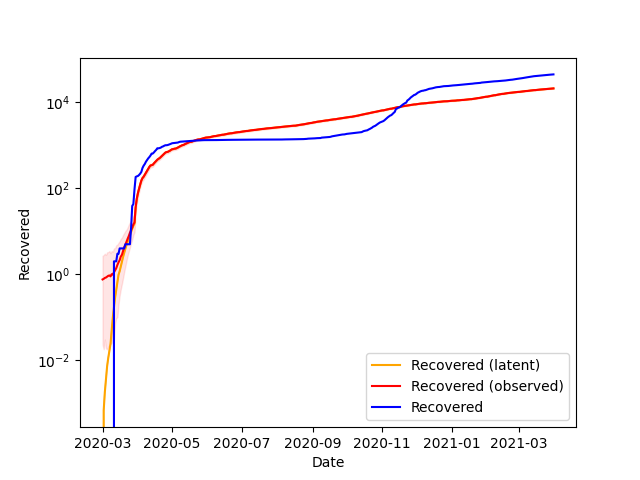 Recovered
10^4
10^2
10^0
10^−2
Recovered (latent)
Recovered (observed)
Recovered
2020-03 2020-05 2020-07 2020-09 2020-11 2021-01 2021-03
Date